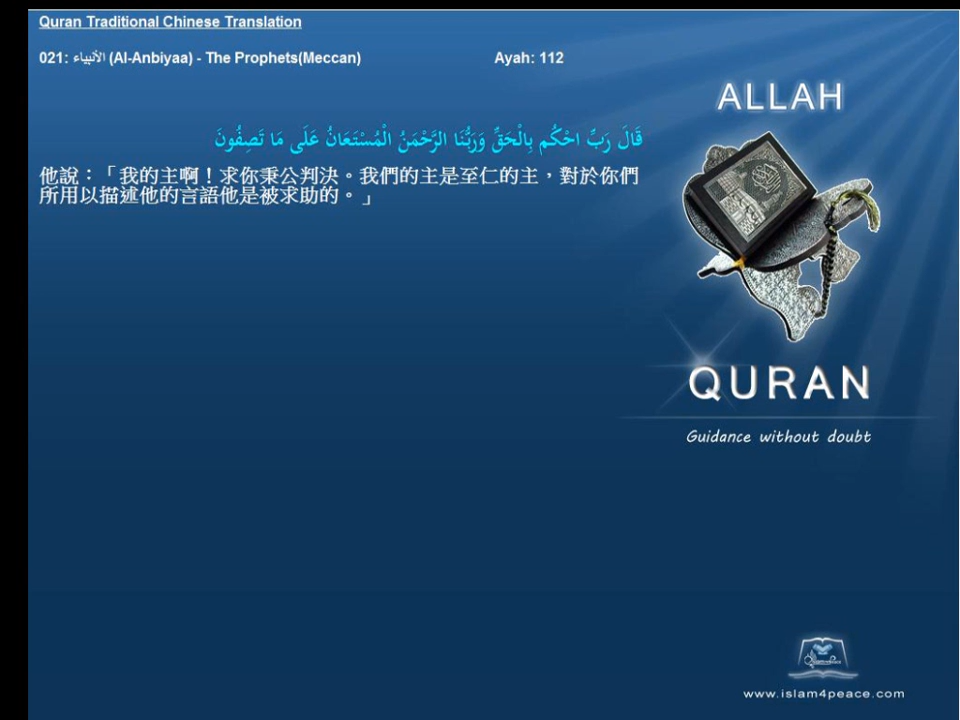 Quran Traditional Chinese Translation
021: الأنبياء (Al-Anbiyaa) - The Prophets(Meccan) Ayah: 112
ALLAH
قَالَ رَبِّ احْكُم بِالْحَقِّ وَرَبُّنَا الرَّحْمَنُ الْمُسْتَعَانُ عَلَى مَا تَصِفُونَ
他說：「我的主啊！求你秉公判決。我們的主是至仁的主，對於你們
所用以描述他的言語他是被求助的。」
QURAN
Guidance without doubt
www.islam4peace.com